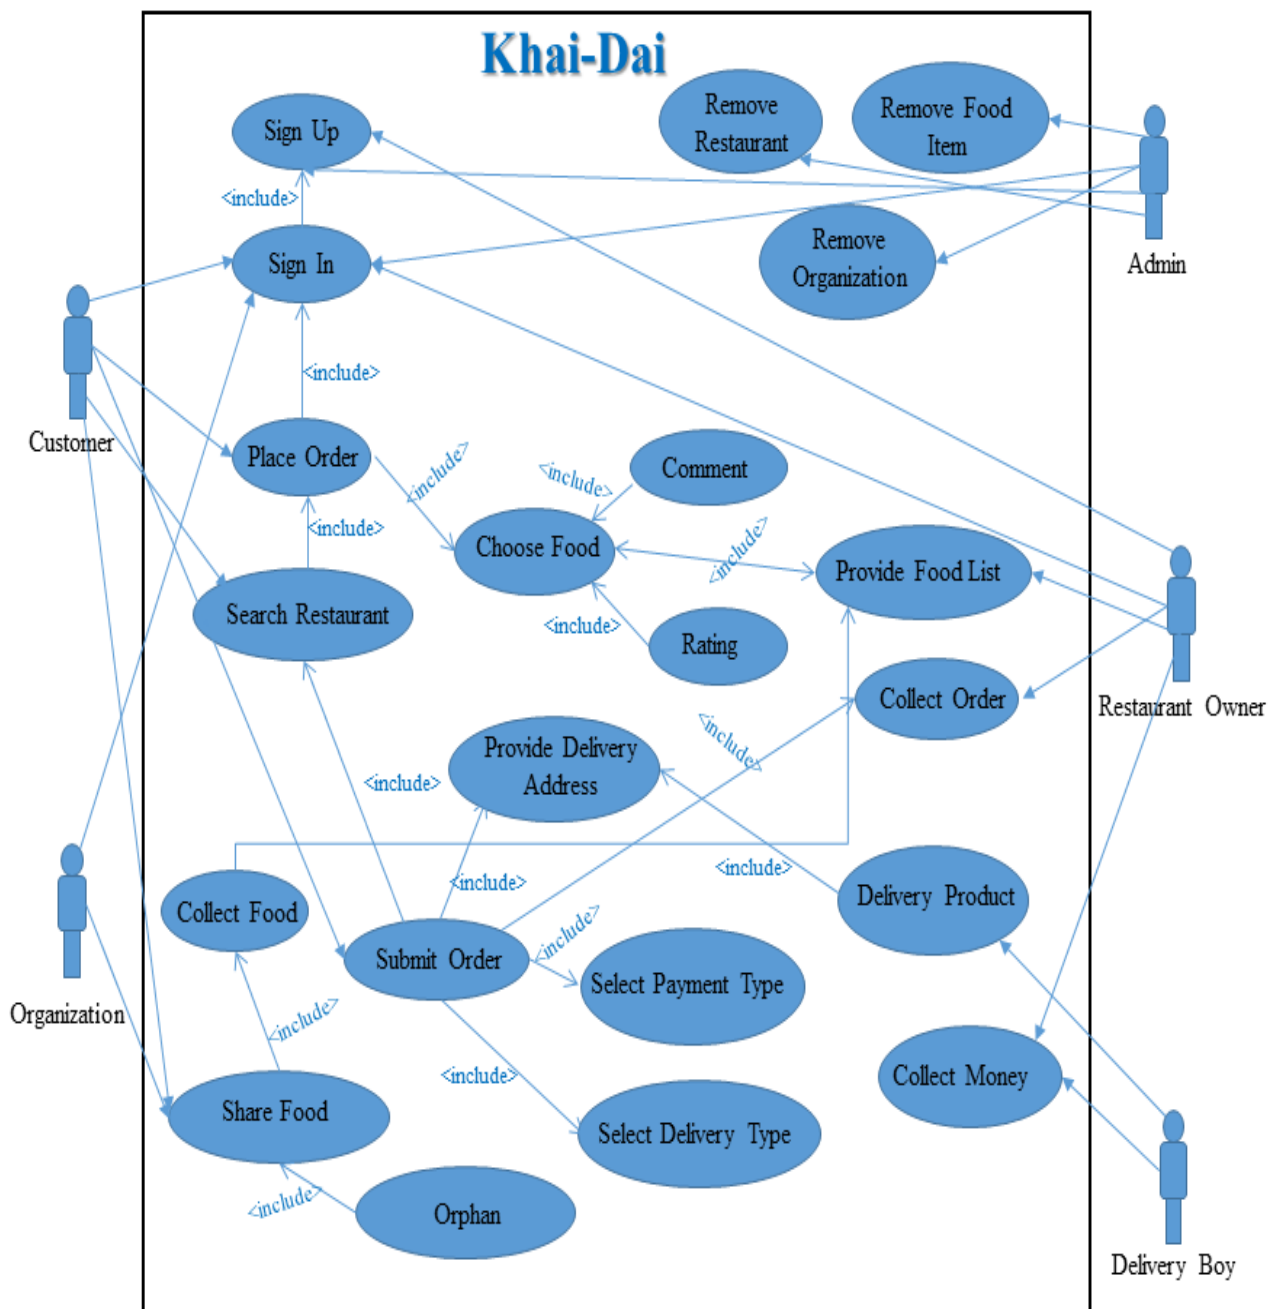 Khai-Dai
Sign Up
Remove
Restaurant
Remove Food
Item
<include>
Sign In
Remove
Organization
Admin
Customer
<include>
Place Order
<include>
<include>
Comment
<include>
Choose Food
<include>
Provide Food List
Search Restaurant
<include>
Rating
Collect Order
Restaurant Owner
<include>
Provide Delivery
Address
<include>
<include>
<include>
Delivery Product
Collect Food
<include>
Submit Order
Select Payment Type
Organization
<include>
<include>
Collect Money
Share Food
Select Delivery Type
<include>
Orphan
Delivery Boy